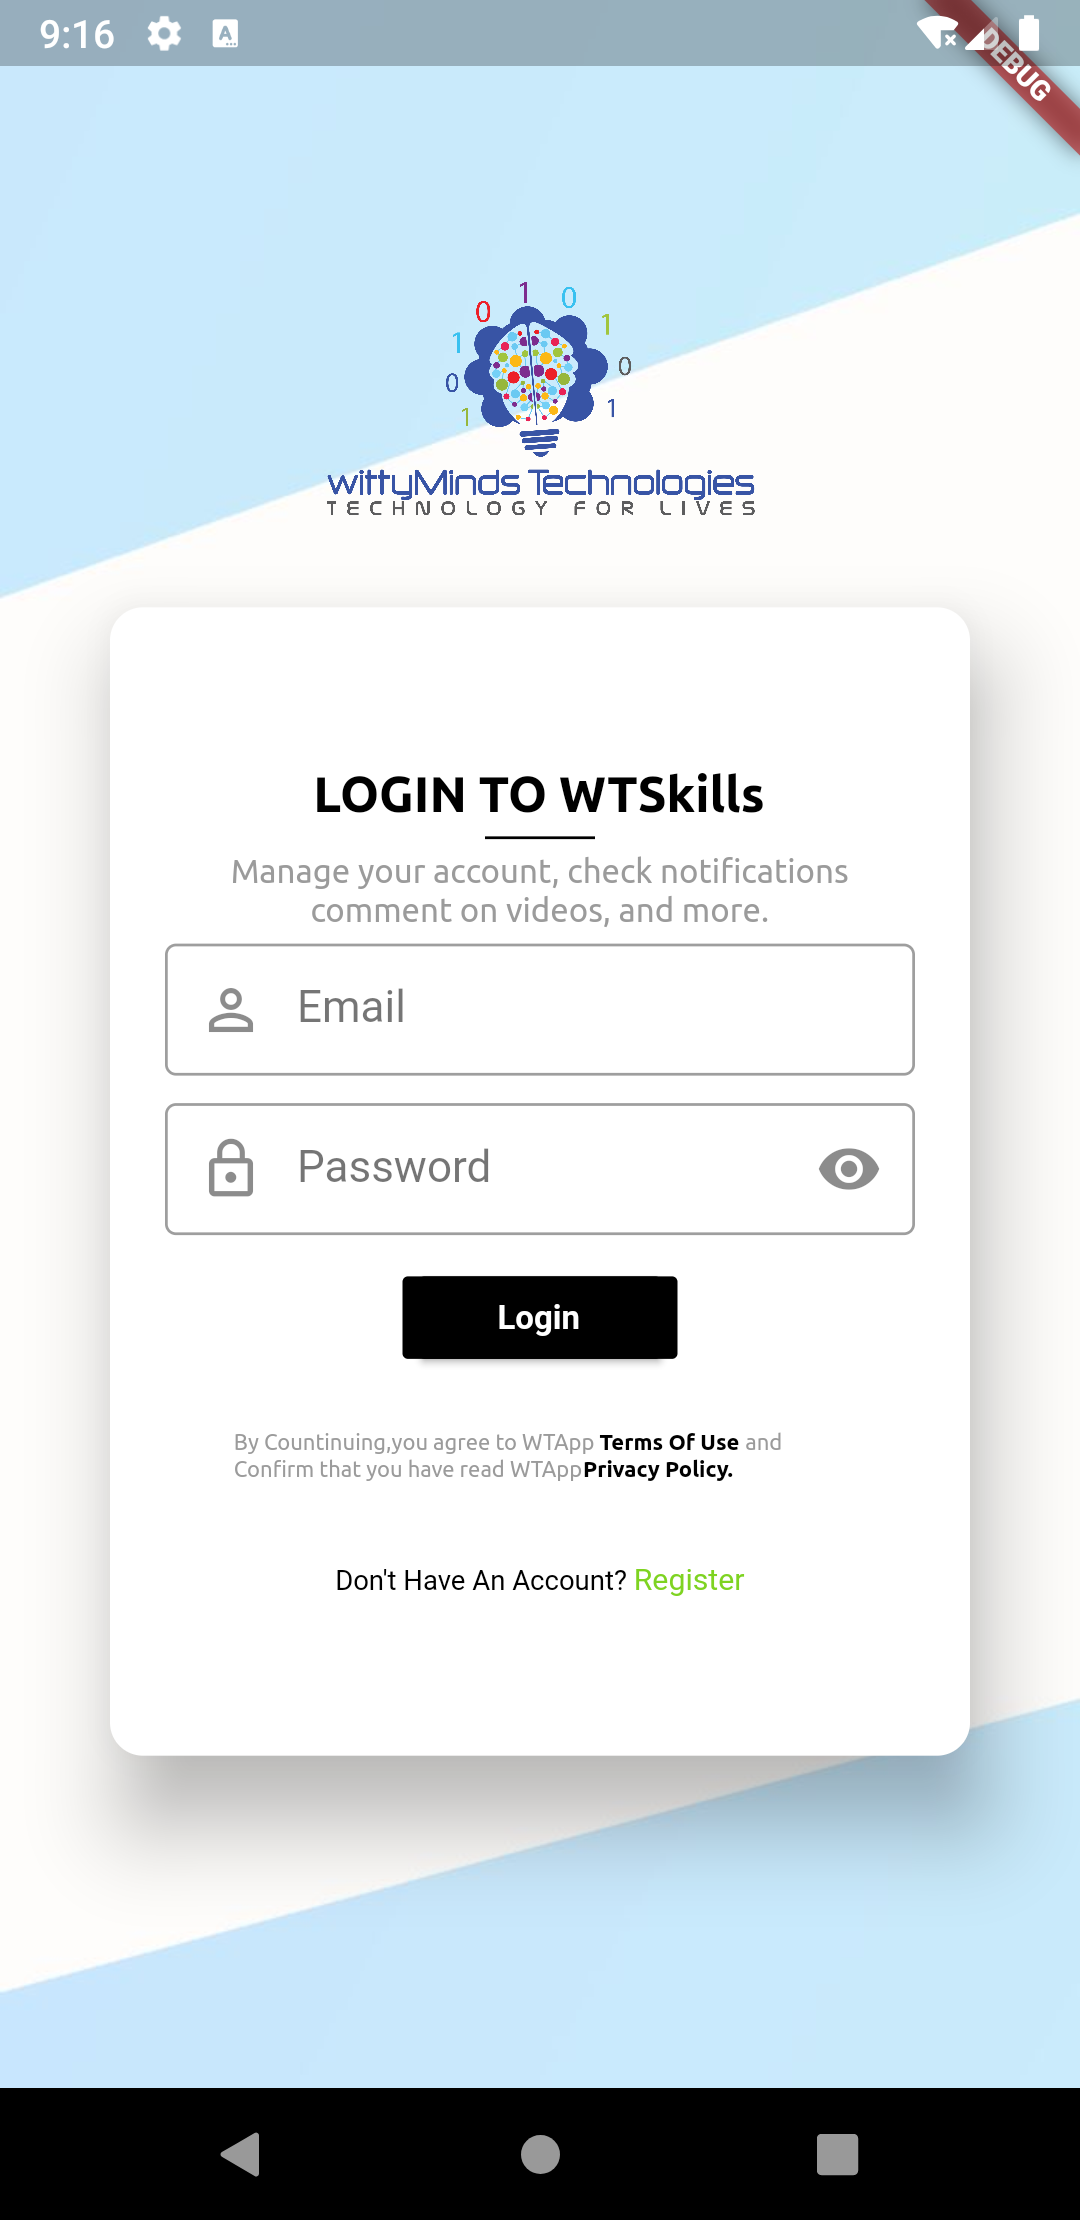 9:16
A
DEBUG
1
0
0
1
1
0
0
1
1
wittyMinds Technologies
TECHNOLOGY FOR LIVES
LOGIN TO WTSkills
Manage your account, check notifications
comment on videos, and more.
Email
Password
Login
By Countinuing,you agree to WTApp Terms Of Use and
Confirm that you have read WTAppPrivacy Policy.
Don't Have An Account? Register